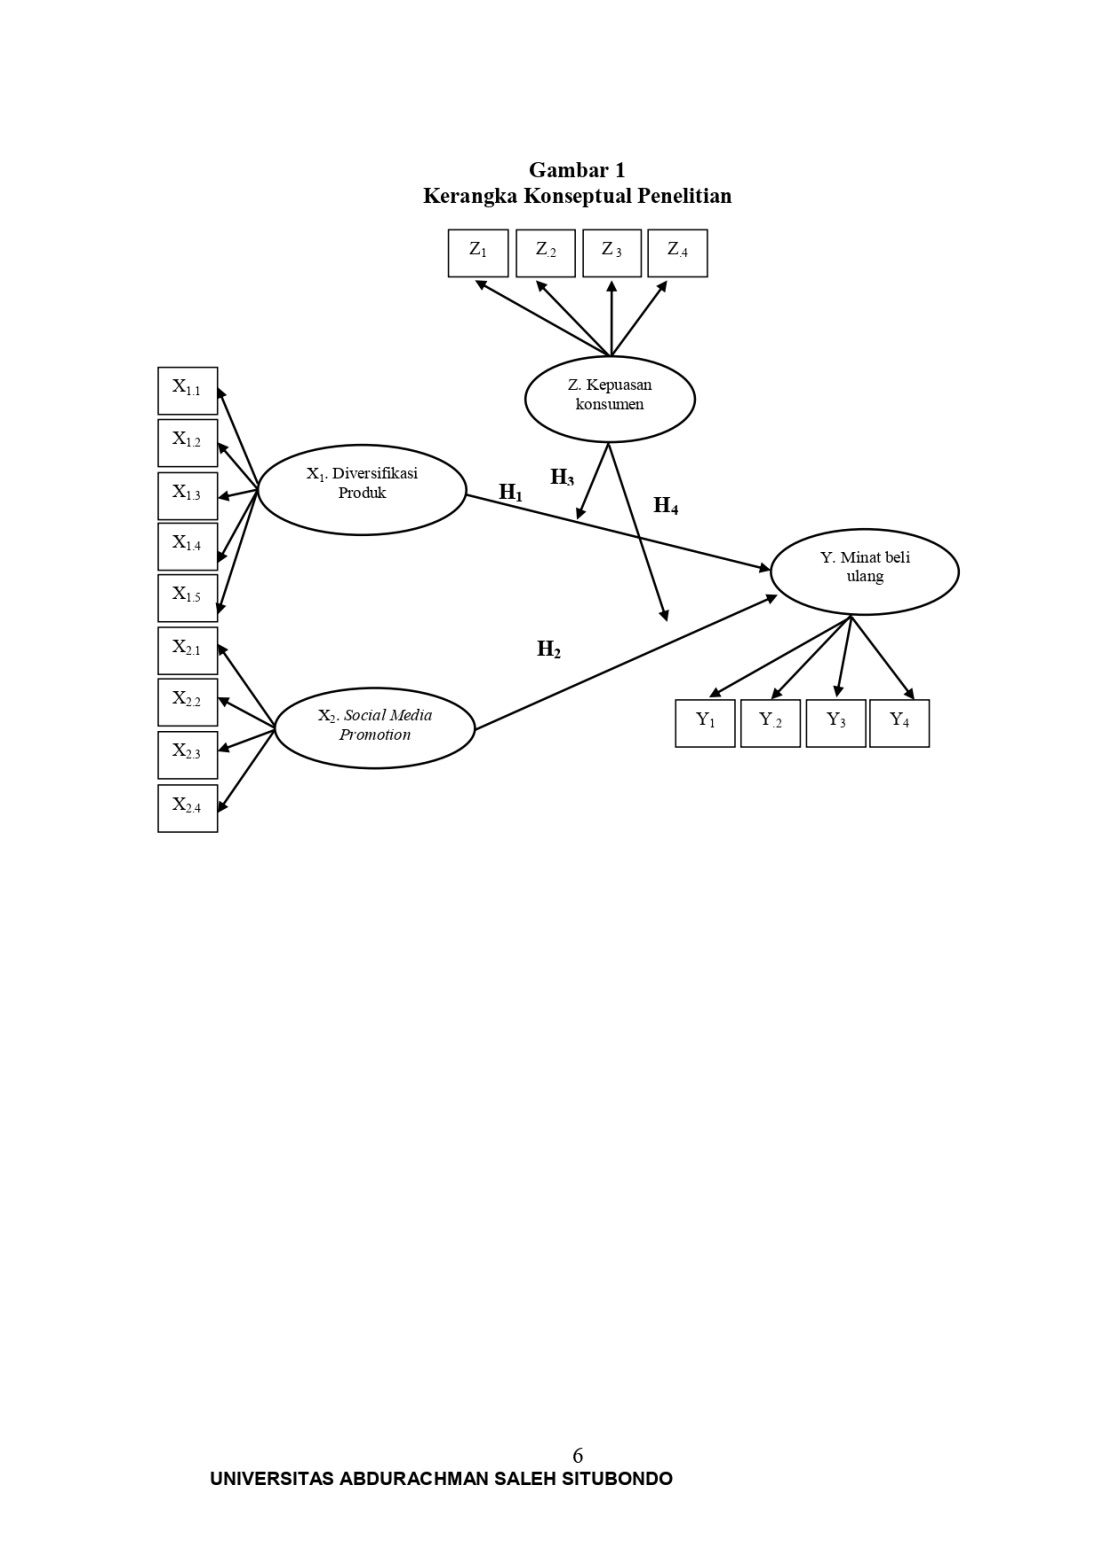 Gambar 1
Kerangka Konseptual Penelitian
Z1
Z.2
Z.3
Z.4
Z. Kepuasan
konsumen
X1.1
X1.2
X1.3
X1.4
X1.5
X1. Diversifikasi
Produk
H1
H3
H4
Y. Minat beli
ulang
H2
X2.1
X2.2
X2.3
X2.4
X2. Social Media
Promotion
Y1
Y.2
Y3
Y4
6
UNIVERSITAS ABDURACHMAN SALEH SITUBONDO